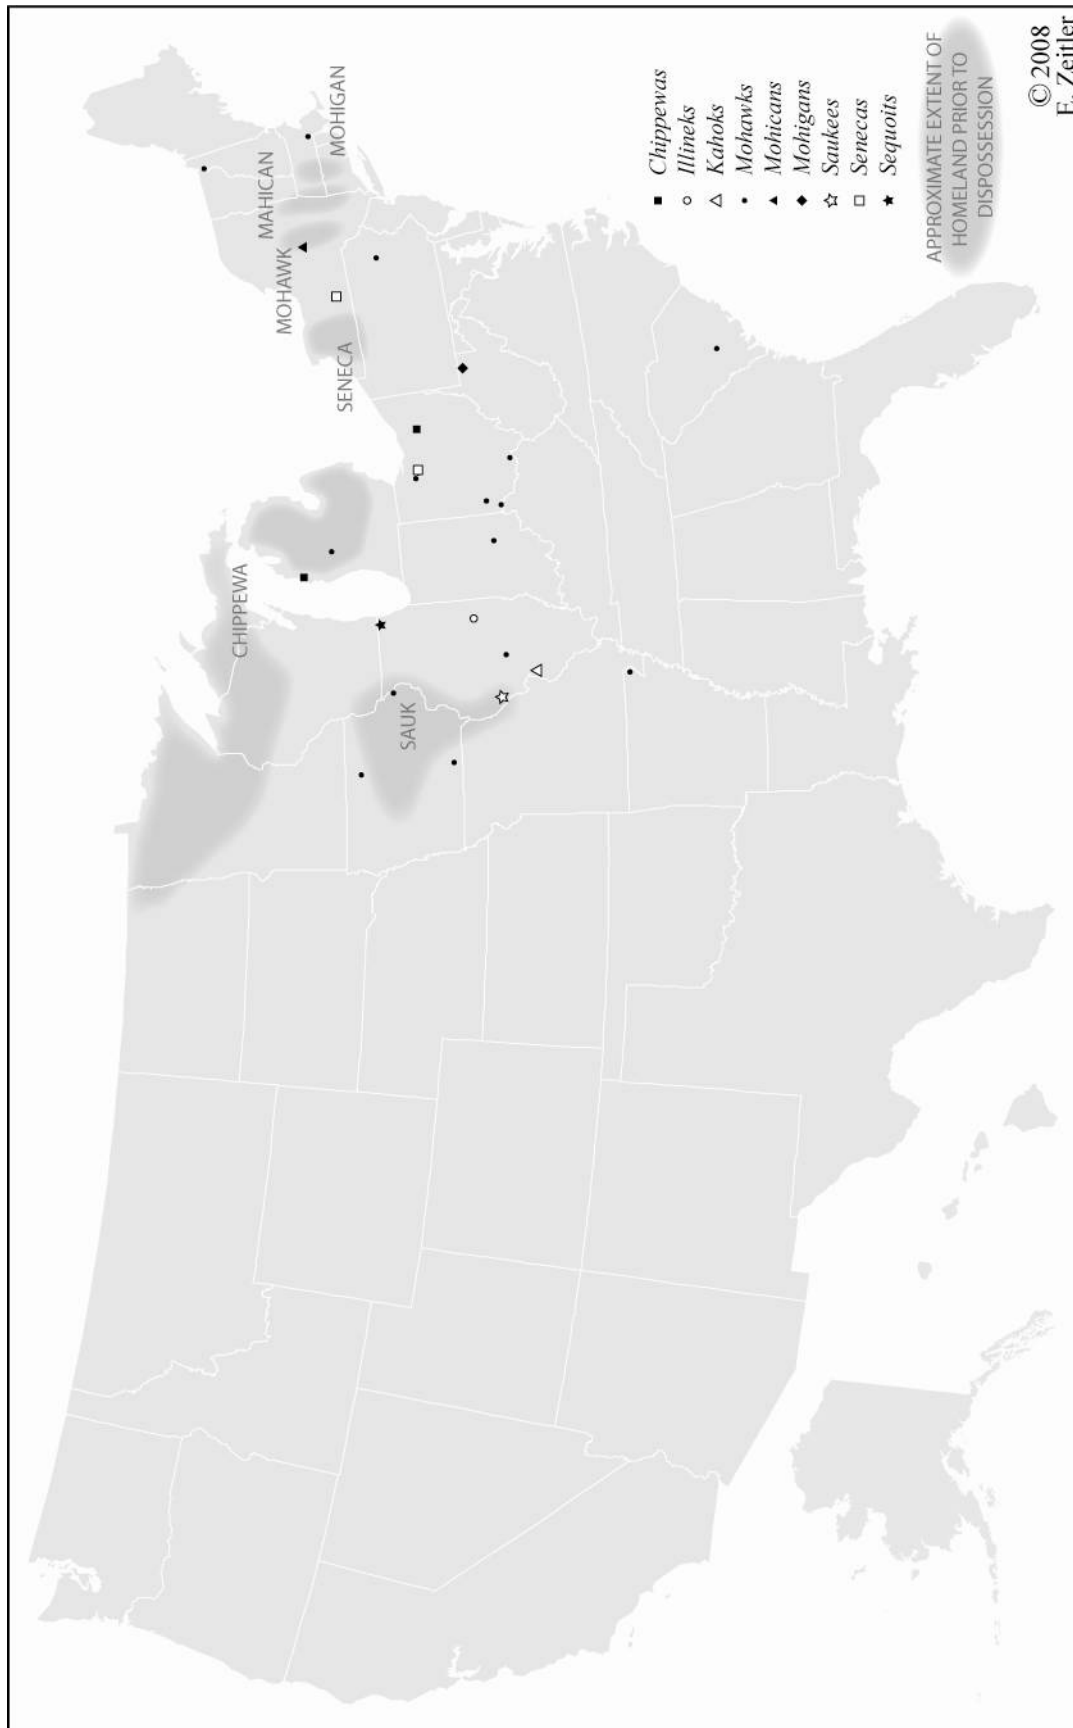 MOHIGAN
MAHICAN
MOHAWK
SENECA
CHIPPEWA
SAUK
Chippewas
Illineks
Kahoks
Mohawks
Mohicans
Mohigans
Saukees
Senecas
Sequoits
APPROXIMATE EXTENT OF
HOMELAND PRIOR TO
DISPOSSESSION
© 2008
E. Zeitler